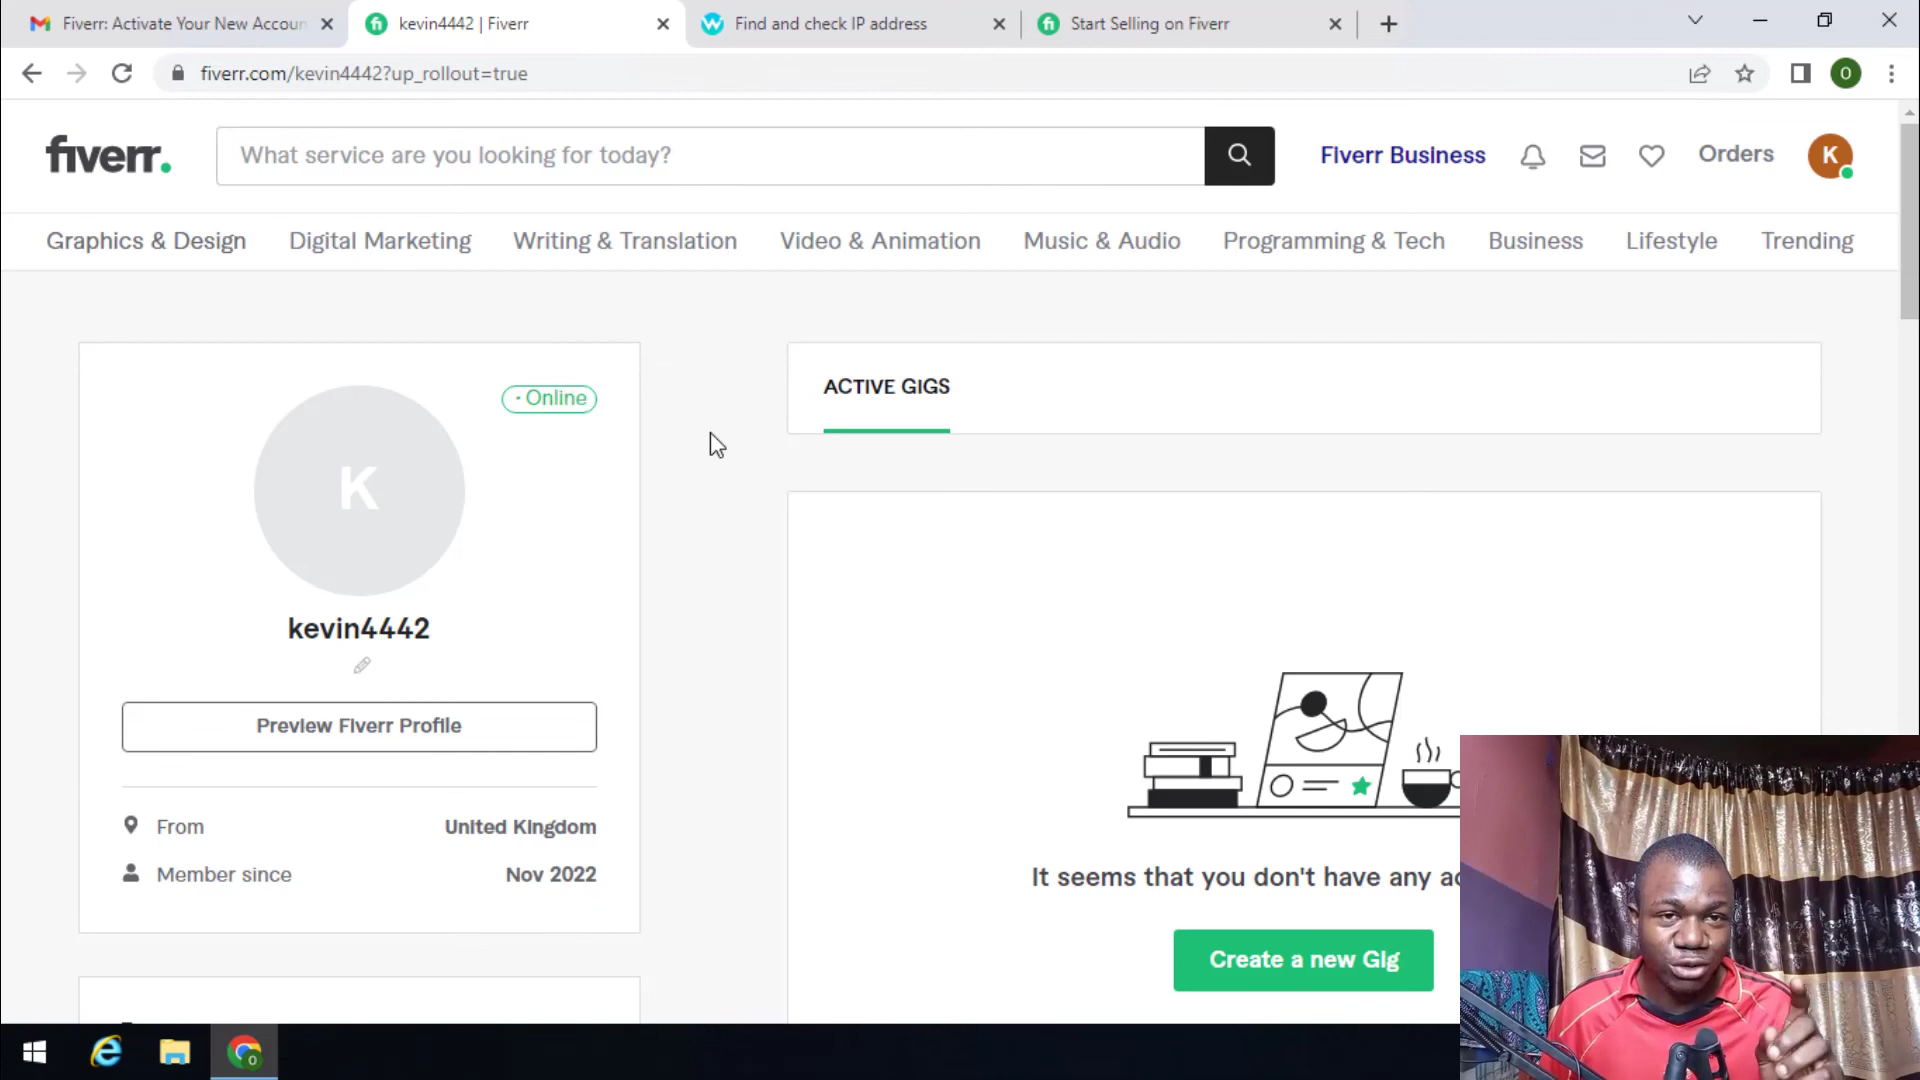 Fiverr: Activate Your New Accoun
kevin4442 | Fiverr
Find and check IP address
Start Selling on Fiverr
fiverr.com/kevin4442?up_rollout=true
O
fiverr.
What service are you looking for today?
Fiverr Business
Orders
K
Graphics & Design
Digital Marketing
Writing & Translation
Video & Animation
Music & Audio
Programming & Tech
Business
Lifestyle
Trending
• Online
K
kevin4442
Preview Fiverr Profile
From
United Kingdom
Member since
Nov 2022
ACTIVE GIGS
It seems that you don't have any
Create a new Gig